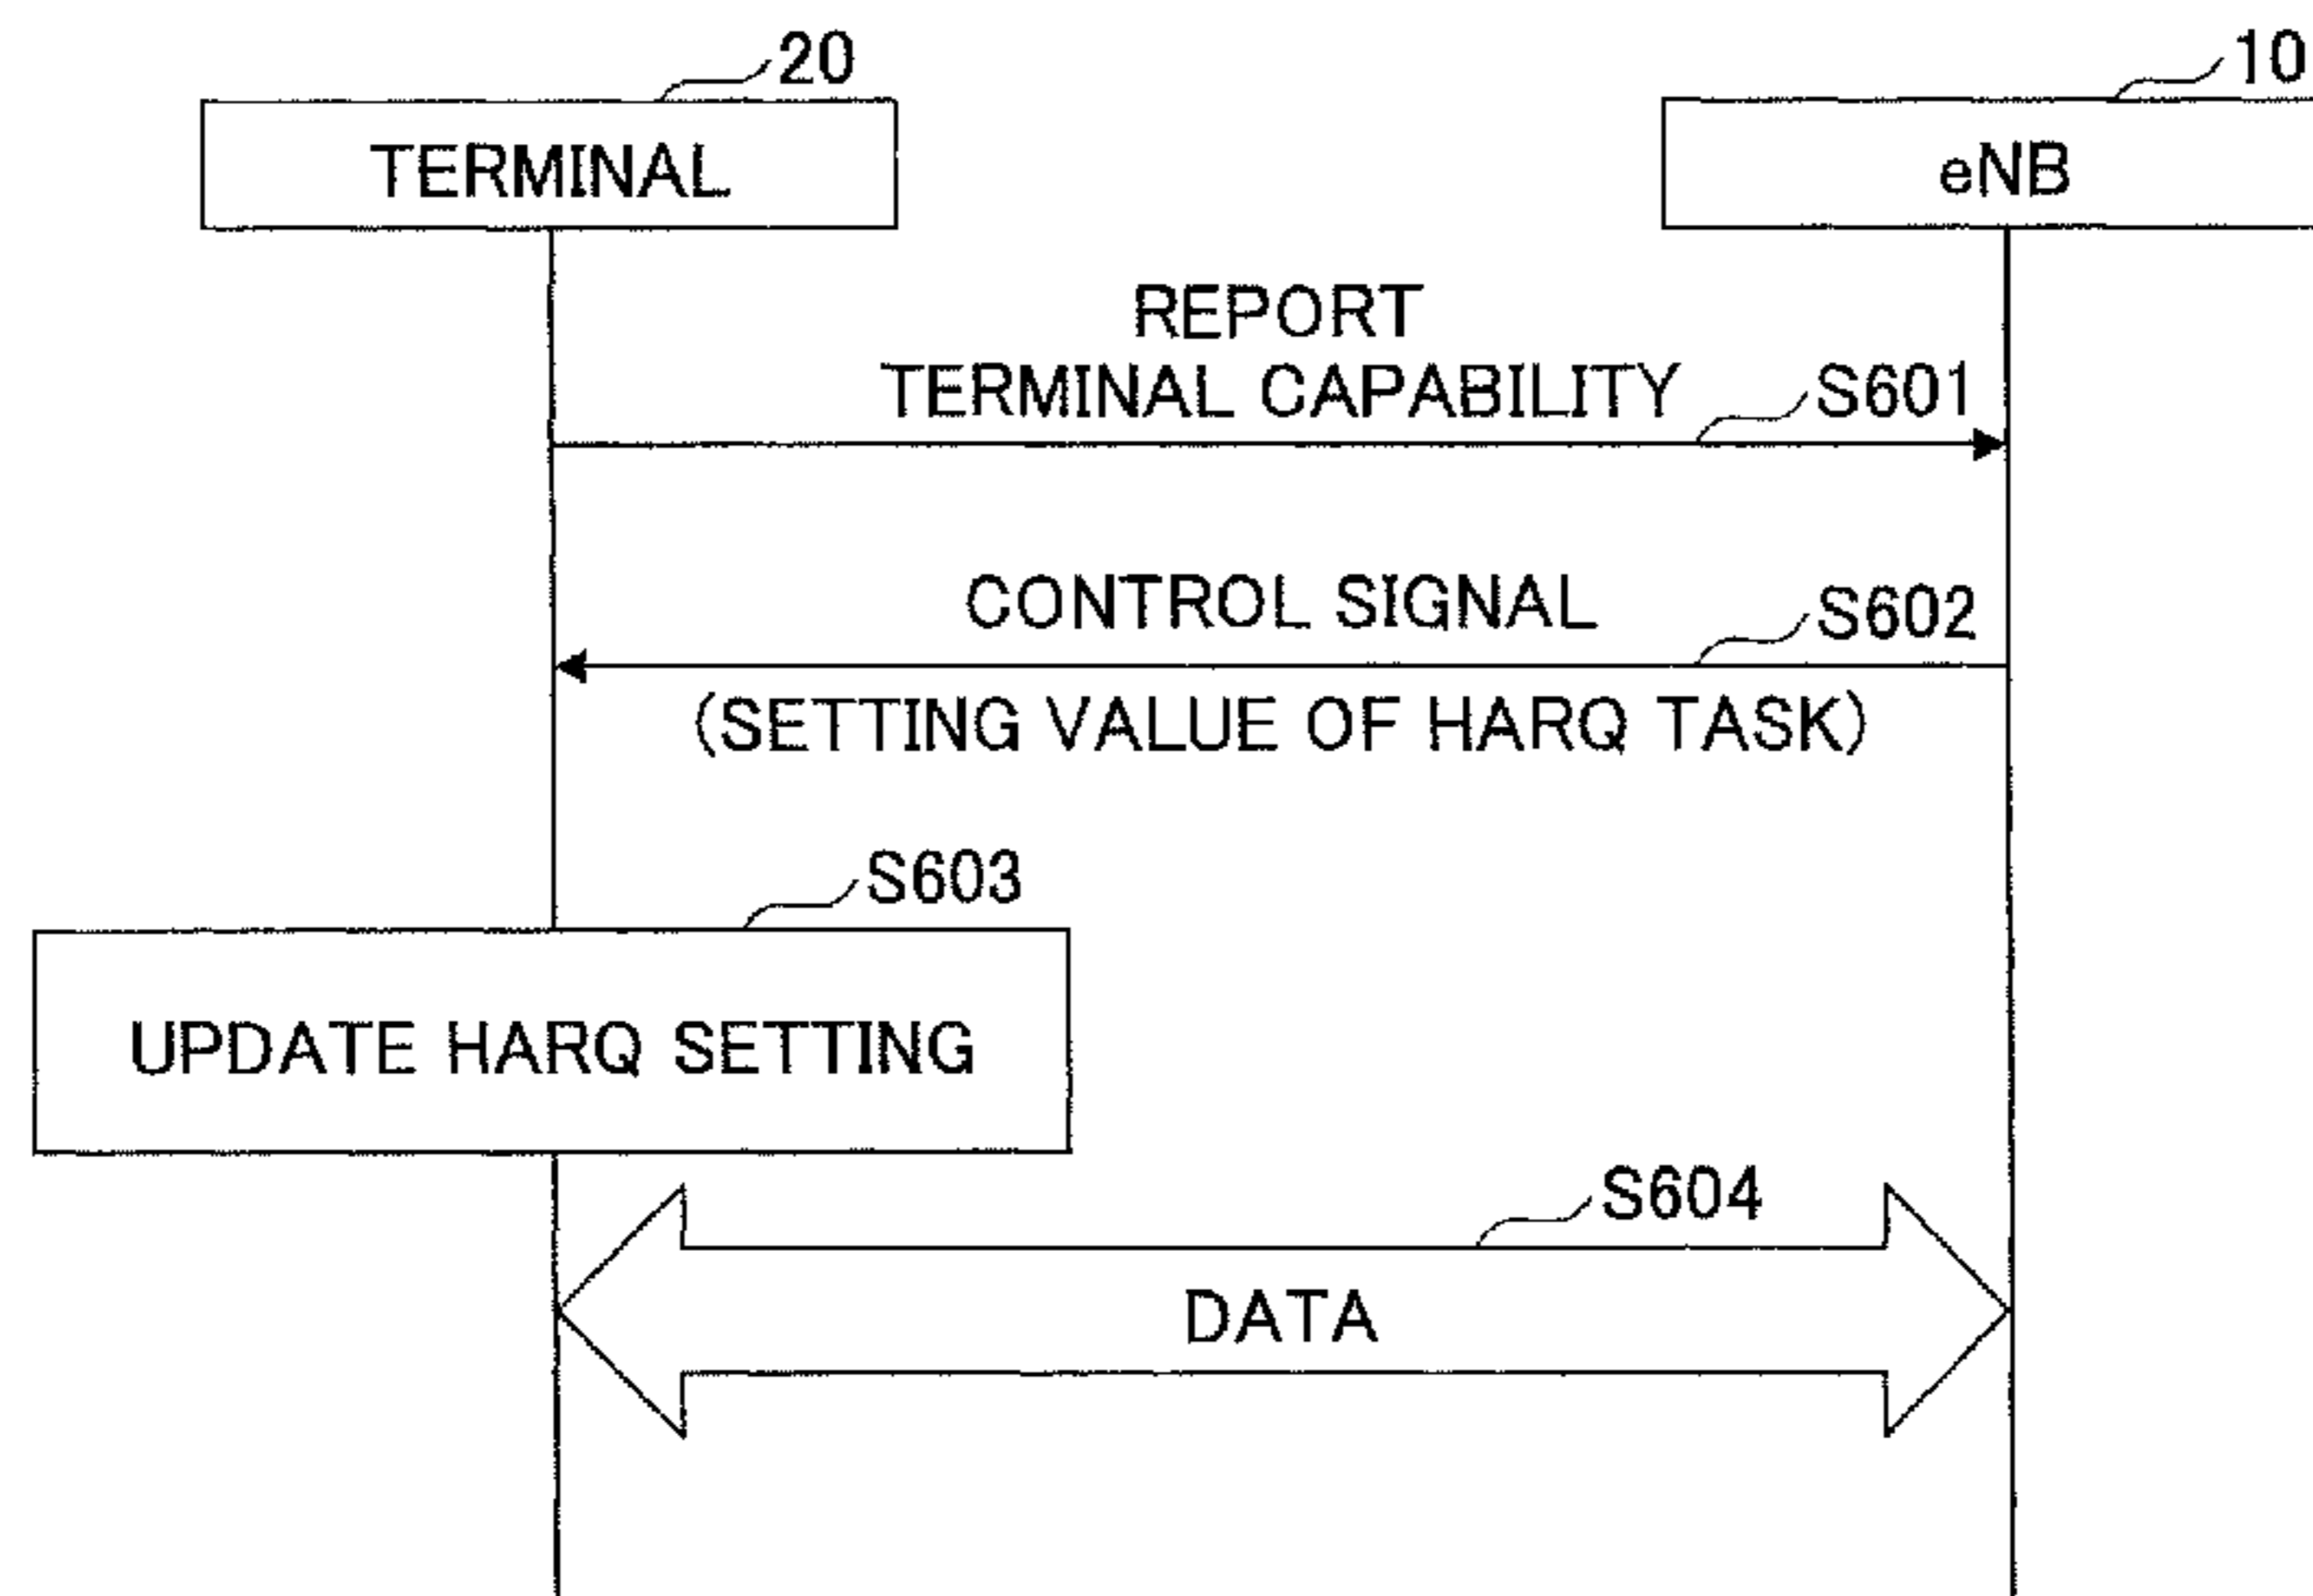 20
10
TERMINAL
eNB
REPORT
TERMINAL CAPABILITY
S601
CONTROL SIGNAL
S602
(SETTING VALUE OF HARQ TASK)
S603
UPDATE HARQ SETTING
S604
DATA